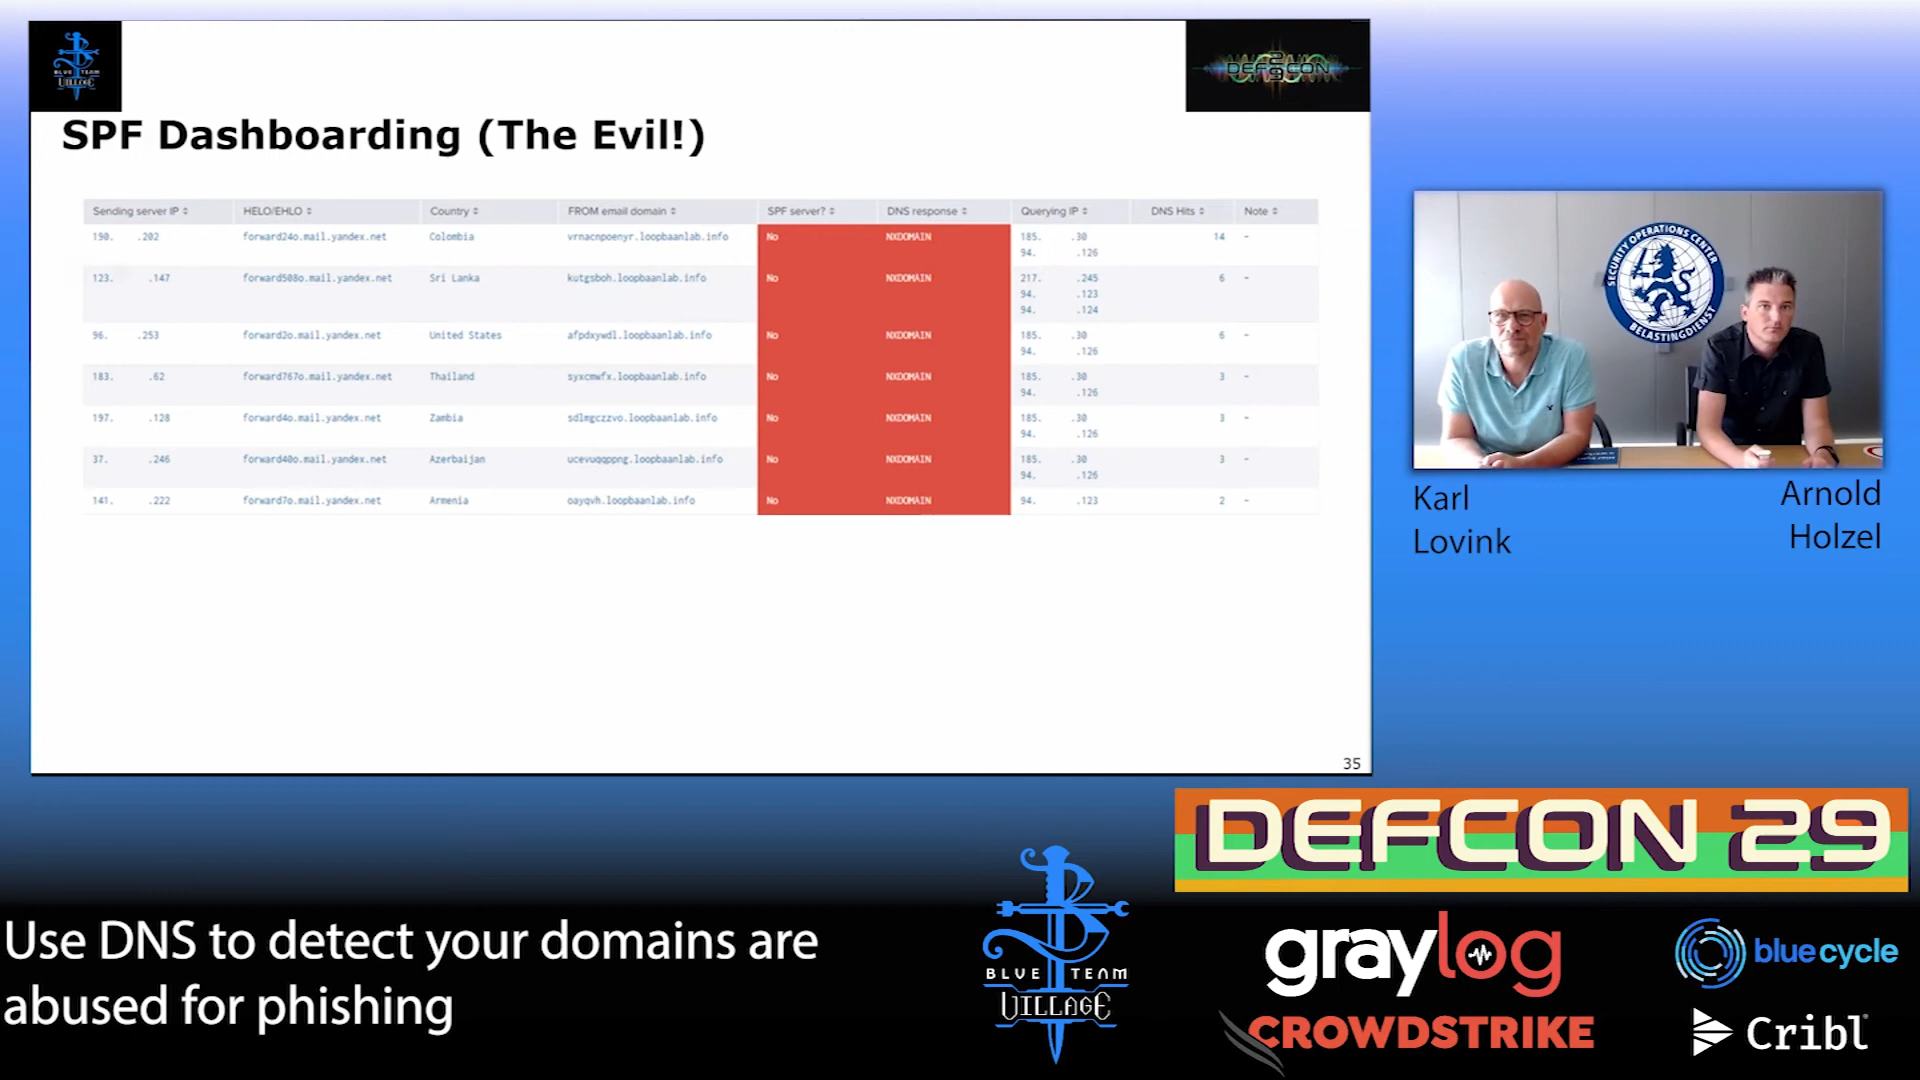 BLUE TEAM
VILLAGE
DEF CON
29
SPF Dashboarding (The Evil!)
Sending server IP HELO/EHLO Country FROM email domain SPF server? DNS response Querying IP DNS Hits Note
190. .202 forward24o.mail.yandex.net Colombia vrnacnpoenyr.loopbaanlab.info No NXDOMAIN 185. .30 14 -
94. .126
123. .147 forward508o.mail.yandex.net Sri Lanka kutgsboh.loopbaanlab.info No NXDOMAIN 217. .245 6 -
94. .123
94. .124
96. .253 forward2o.mail.yandex.net United States afpdxywdl.loopbaanlab.info No NXDOMAIN 185. .30 6 -
94. .126
183. .62 forward767o.mail.yandex.net Thailand syxcmwfx.loopbaanlab.info No NXDOMAIN 185. .30 3 -
94. .126
197. .128 forward4o.mail.yandex.net Zambia sdlmgczzvo.loopbaanlab.info No NXDOMAIN 185. .30 3 -
94. .126
37. .246 forward40o.mail.yandex.net Azerbaijan ucevuqqppng.loopbaanlab.info No NXDOMAIN 185. .30 3 -
94. .126
141. .222 forward7o.mail.yandex.net Armenia oayqvh.loopbaanlab.info No NXDOMAIN 94. .123 2 -
35
SECURITY OPERATIONS CENTER
BELASTINGDIENST
Karl
Lovink
Arnold
Holzel
DEFCON 29
Use DNS to detect your domains are
abused for phishing
BLUE TEAM
VILLAGE
graylog
bluecycle
CROWDSTRIKE
Cribl